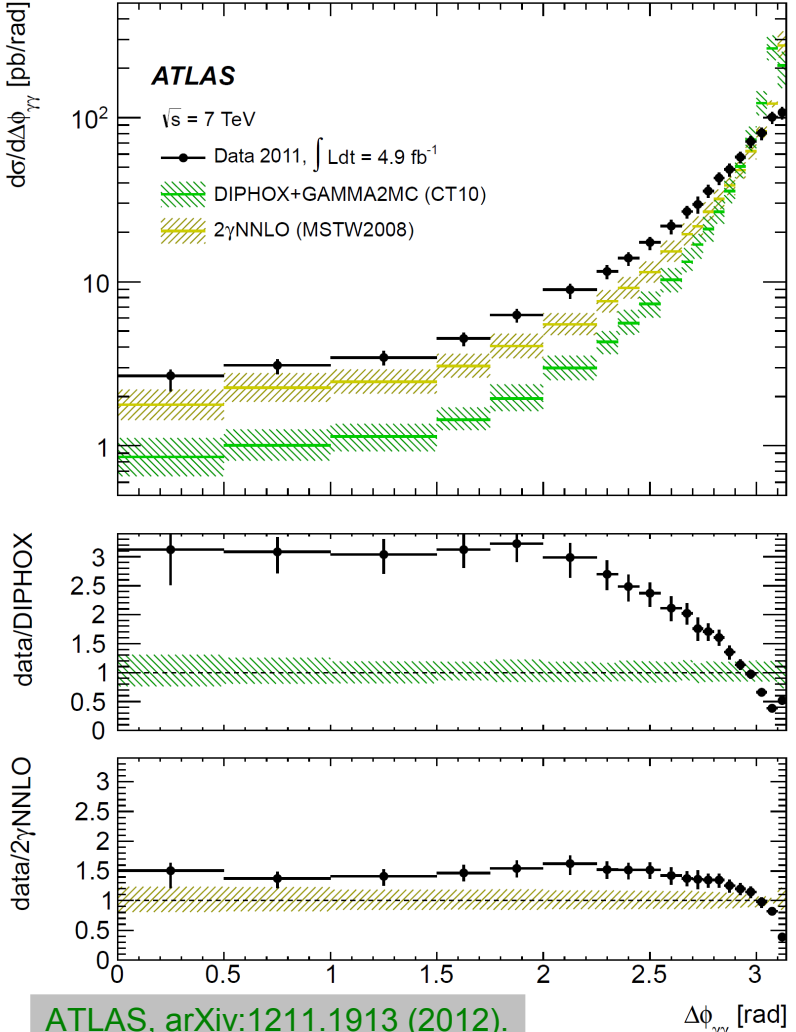 dσ/dΔϕγγ [pb/rad]
10²
10
1
ATLAS
√s = 7 TeV
Data 2011, ∫ Ldt = 4.9 fb⁻¹
DIPHOX+GAMMA2MC (CT10)
2γNNLO (MSTW2008)
data/DIPHOX
3
2.5
2
1.5
1
0.5
0
data/2γNNLO
3
2.5
2
1.5
1
0.5
0
0 0.5 1 1.5 2 2.5 3
Δϕγγ [rad]
ATLAS, arXiv:1211.1913 (2012).